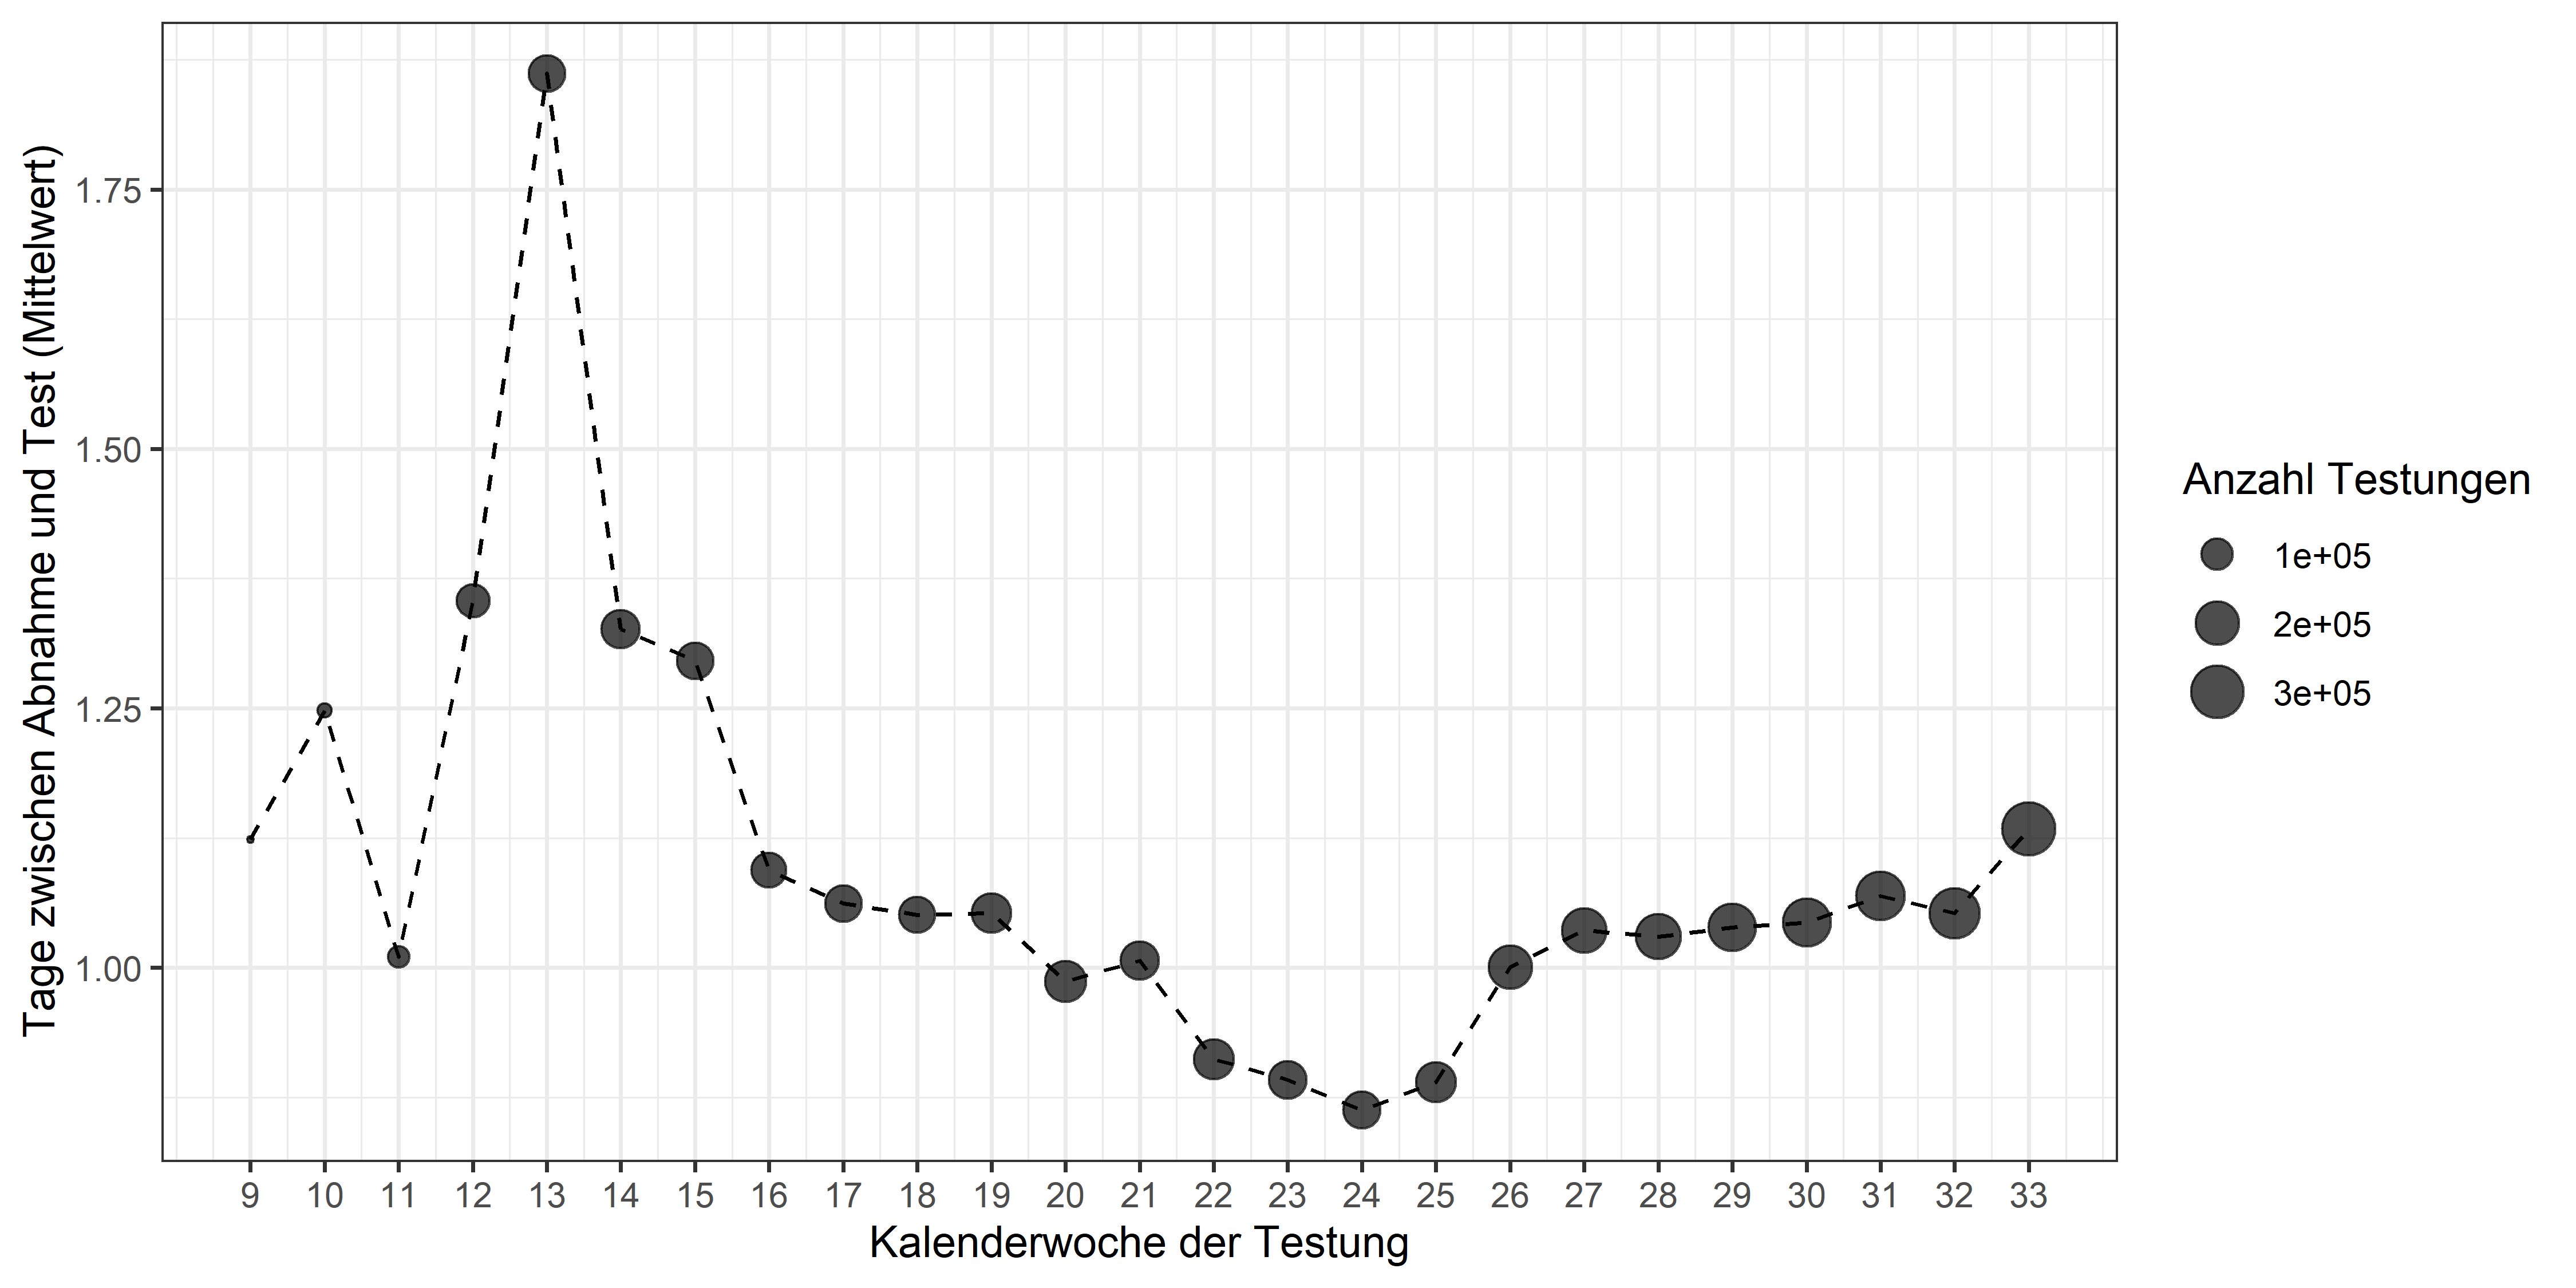 Tage zwischen Abnahme und Test (Mittelwert)
1.75
1.50
1.25
1.00
9 10 11 12 13 14 15 16 17 18 19 20 21 22 23 24 25 26 27 28 29 30 31 32 33
Kalenderwoche der Testung
Anzahl Testungen
1e+05
2e+05
3e+05